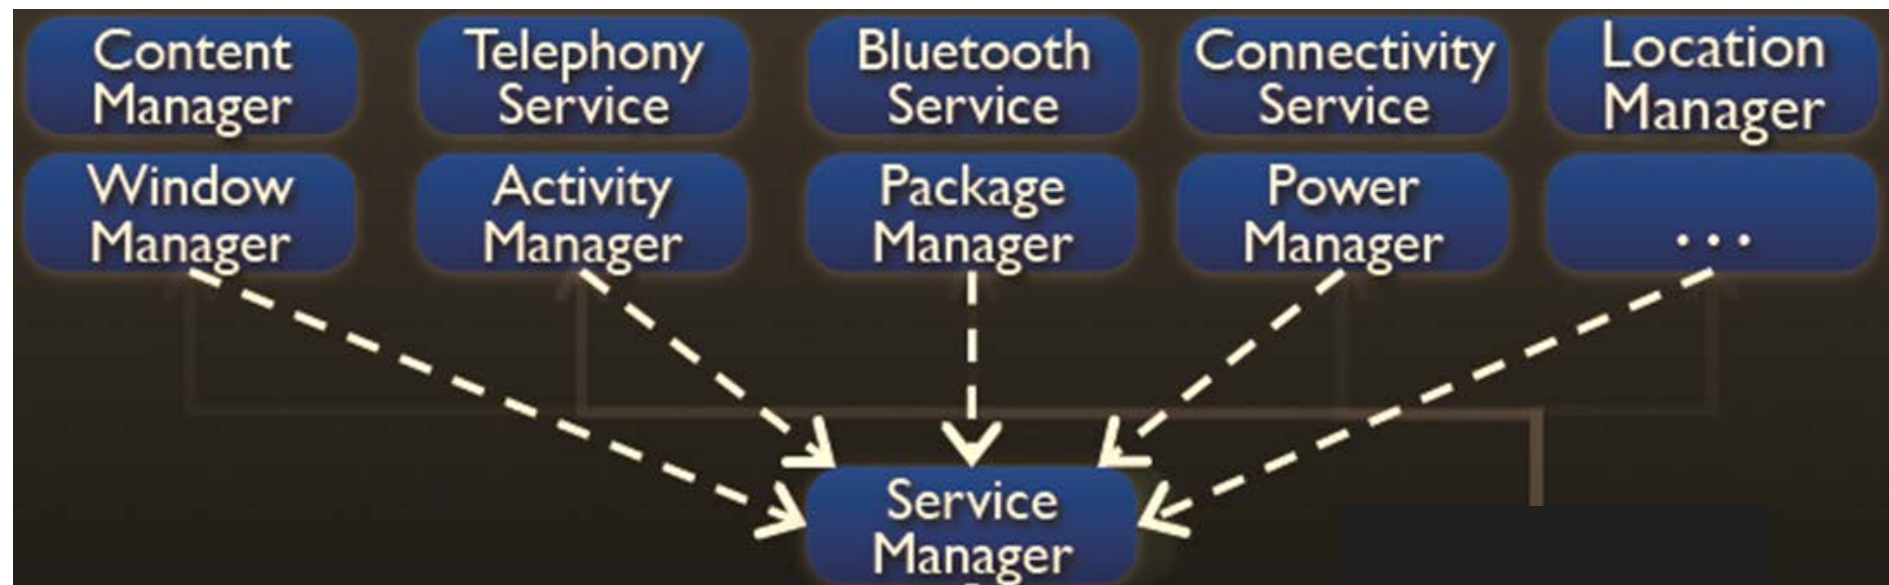 Content
Manager
Telephony
Service
Bluetooth
Service
Connectivity
Service
Location
Manager
Window
Manager
Activity
Manager
Package
Manager
Power
Manager
...
Service
Manager